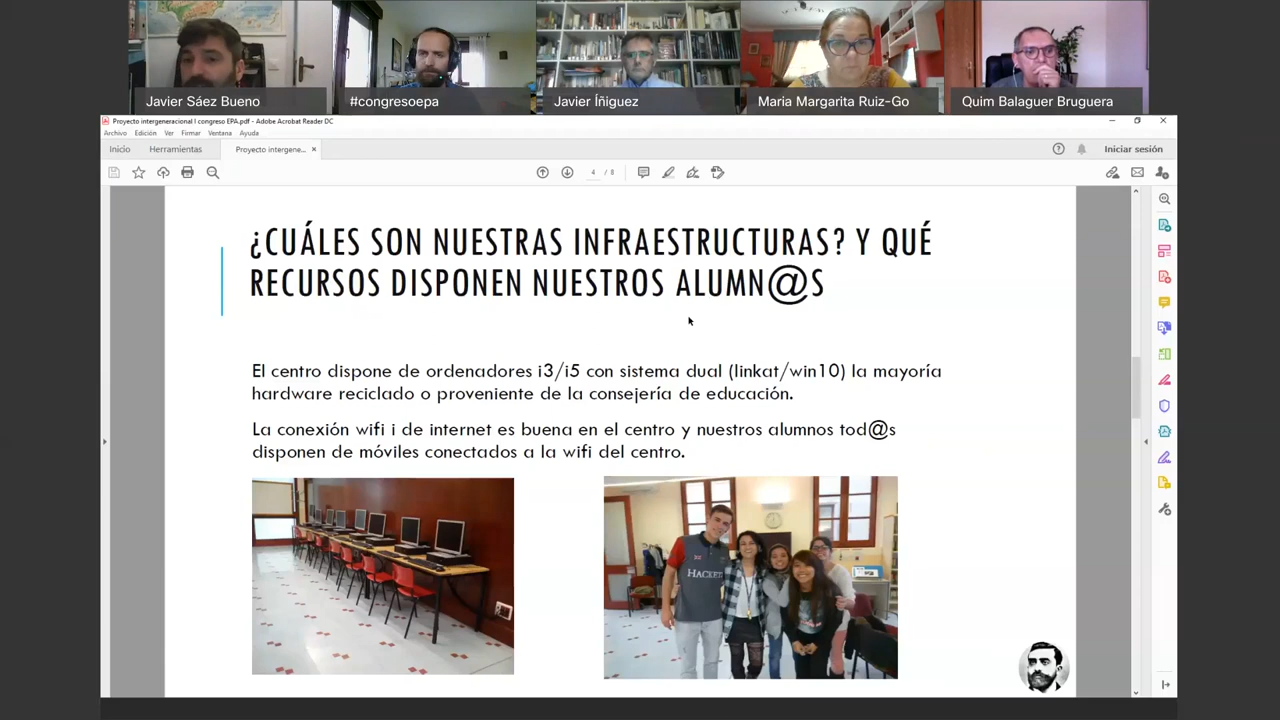 Javier Sáez Bueno
#congresoepa
Javier Íñiguez
Maria Margarita Ruiz-Go
Quim Balaguer Bruguera
Proyecto intergeneracional I congreso EPA.pdf - Adobe Acrobat Reader DC
Archivo Edición Ver Firmar Ventana Ayuda
Inicio Herramientas Proyecto intergene... Iniciar sesión
4 / 8
¿CUÁLES SON NUESTRAS INFRAESTRUCTURAS? Y QUÉ
RECURSOS DISPONEN NUESTROS ALUMN@S
El centro dispone de ordenadores i3/i5 con sistema dual (linkat/win10) la mayoría
hardware reciclado o proveniente de la consejería de educación.
La conexión wifi i de internet es buena en el centro y nuestros alumnos tod@s
disponen de móviles conectados a la wifi del centro.